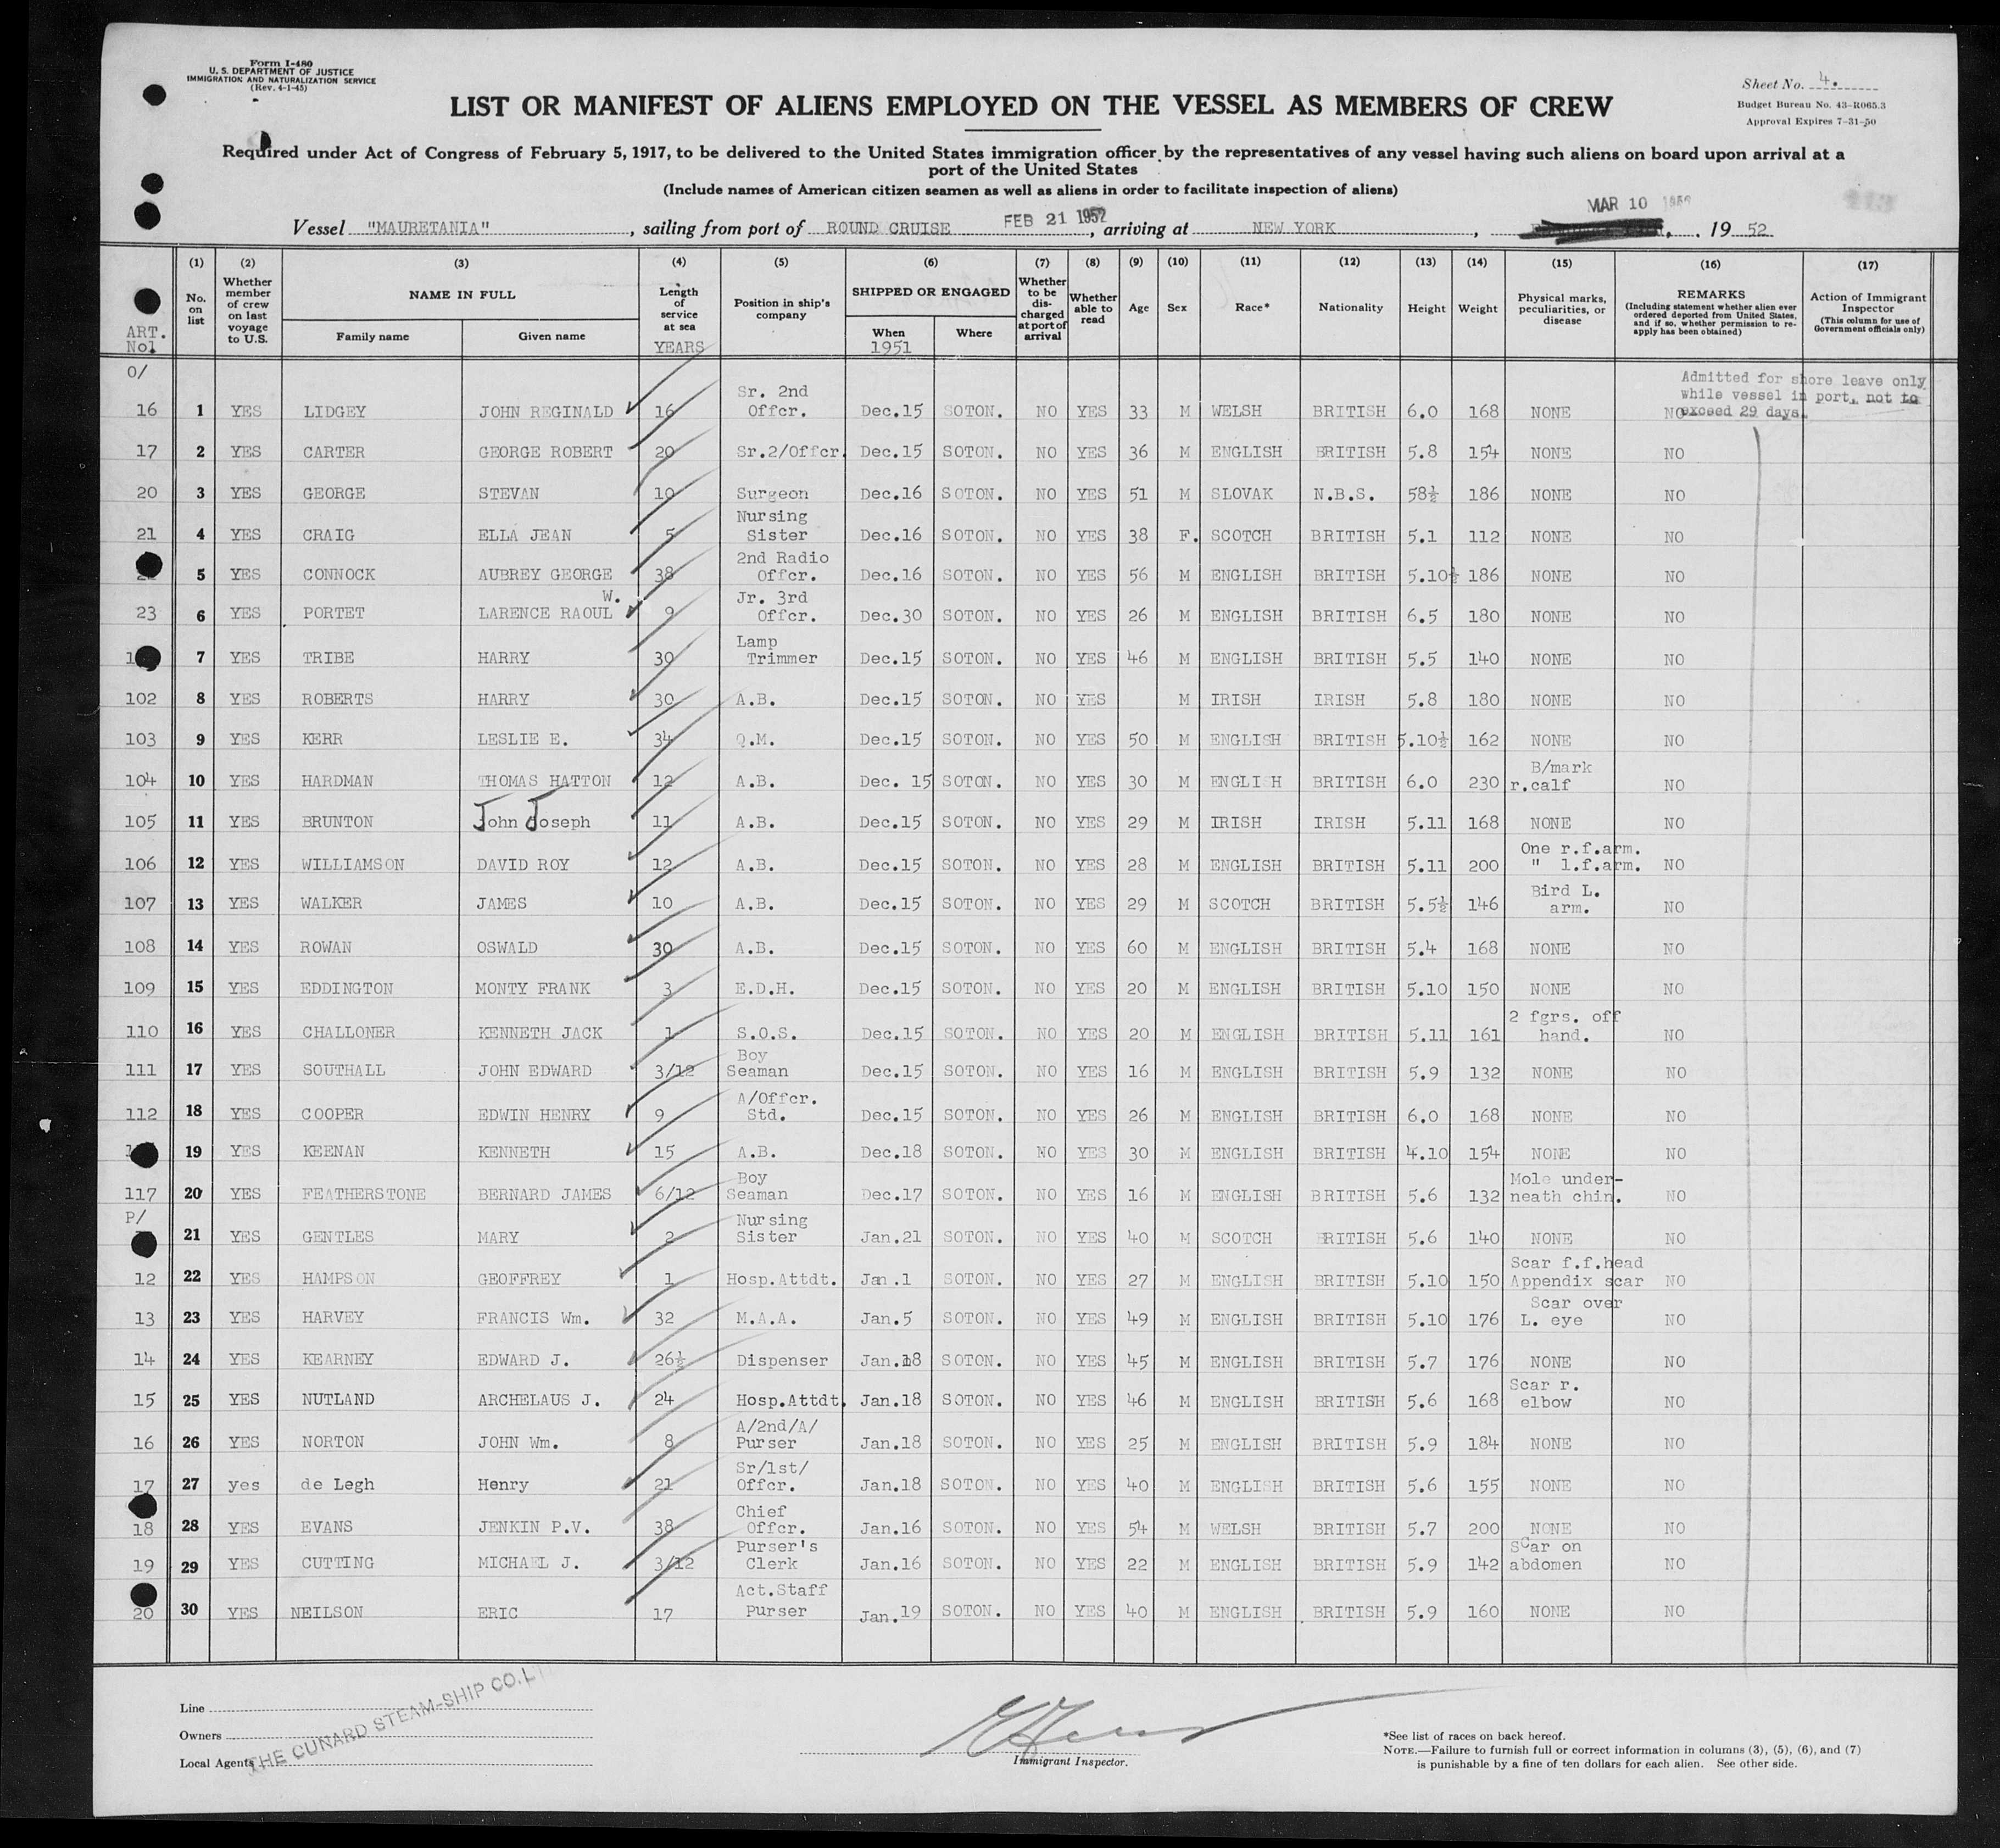 Form I-480
U. S. DEPARTMENT OF JUSTICE
IMMIGRATION AND NATURALIZATION SERVICE
(Rev. 4-1-45)
Sheet No. 4.
Budget Bureau No. 43-R065.3
Approval Expires 7-31-50
LIST OR MANIFEST OF ALIENS EMPLOYED ON THE VESSEL AS MEMBERS OF CREW
Required under Act of Congress of February 5, 1917, to be delivered to the United States immigration officer by the representatives of any vessel having such aliens on board upon arrival at a
port of the United States
(Include names of American citizen seamen as well as aliens in order to facilitate inspection of aliens)
Vessel "MAURETANIA", sailing from port of ROUND CRUISE FEB 21 1952, arriving at NEW YORK, MAR 10 1952, 19 52
(1) (2) (3) (4) (5) (6) (7) (8) (9) (10) (11) (12) (13) (14) (15) (16) (17)
ART. No. No. on list Whether member of crew on last voyage to U.S. NAME IN FULL Family name Given name Length of service at sea YEARS Position in ship's company SHIPPED OR ENGAGED When 1951 Where Whether to be discharged at port of arrival Whether able to read Age Sex Race* Nationality Height Weight Physical marks, peculiarities, or disease REMARKS (Including statement whether alien ever ordered deported from United States, and if so, whether permission to reapply has been obtained) Action of Immigrant Inspector (This column for use of Government officials only)
O/
Admitted for shore leave only while vessel in port, not to exceed 29 days.
16 1 YES LIDGEY JOHN REGINALD 16 Sr. 2nd Offcr. Dec.15 SOTON. NO YES 33 M WELSH BRITISH 6.0 168 NONE NO
17 2 YES CARTER GEORGE ROBERT 20 Sr.2/Offcr. Dec.15 SOTON. NO YES 36 M ENGLISH BRITISH 5.8 154 NONE NO
20 3 YES GEORGE STEVAN 10 Surgeon Dec.16 SOTON. NO YES 51 M SLOVAK N.B.S. 58½ 186 NONE NO
21 4 YES CRAIG ELLA JEAN 5 Nursing Sister Dec.16 SOTON. NO YES 38 F. SCOTCH BRITISH 5.1 112 NONE NO
5 YES CONNOCK AUBREY GEORGE 38 2nd Radio Offcr. Dec.16 SOTON. NO YES 56 M ENGLISH BRITISH 5.10½ 186 NONE NO
23 6 YES PORTET LARENCE RAOUL W. 9 Jr. 3rd Offcr. Dec.30 SOTON. NO YES 26 M ENGLISH BRITISH 6.5 180 NONE NO
7 YES TRIBE HARRY 30 Lamp Trimmer Dec.15 SOTON. NO YES 46 M ENGLISH BRITISH 5.5 140 NONE NO
102 8 YES ROBERTS HARRY 30 A.B. Dec.15 SOTON. NO YES M IRISH IRISH 5.8 180 NONE NO
103 9 YES KERR LESLIE E. 34 Q.M. Dec.15 SOTON. NO YES 50 M ENGLISH BRITISH 5.10½ 162 NONE NO
104 10 YES HARDMAN THOMAS HATTON 12 A.B. Dec. 15 SOTON. NO YES 30 M ENGLISH BRITISH 6.0 230 B/mark r.calf NO
105 11 YES BRUNTON John Joseph 11 A.B. Dec.15 SOTON. NO YES 29 M IRISH IRISH 5.11 168 NONE NO
106 12 YES WILLIAMSON DAVID ROY 12 A.B. Dec.15 SOTON. NO YES 28 M ENGLISH BRITISH 5.11 200 One r.f.arm. " l.f.arm. NO
107 13 YES WALKER JAMES 10 A.B. Dec.15 SOTON. NO YES 29 M SCOTCH BRITISH 5.5½ 146 Bird L. arm. NO
108 14 YES ROWAN OSWALD 30 A.B. Dec.15 SOTON. NO YES 60 M ENGLISH BRITISH 5.4 168 NONE NO
109 15 YES EDDINGTON MONTY FRANK 3 E.D.H. Dec.15 SOTON. NO YES 20 M ENGLISH BRITISH 5.10 150 NONE NO
110 16 YES CHALLONER KENNETH JACK 1 S.O.S. Dec.15 SOTON. NO YES 20 M ENGLISH BRITISH 5.11 161 2 fgrs. off hand. NO
111 17 YES SOUTHALL JOHN EDWARD 3/12 Boy Seaman Dec.15 SOTON. NO YES 16 M ENGLISH BRITISH 5.9 132 NONE NO
112 18 YES COOPER EDWIN HENRY 9 A/Offcr. Std. Dec.15 SOTON. NO YES 26 M ENGLISH BRITISH 6.0 168 NONE NO
19 YES KEENAN KENNETH 15 A.B. Dec.18 SOTON. NO YES 30 M ENGLISH BRITISH 4.10 154 NONE NO
117 20 YES FEATHERSTONE BERNARD JAMES 6/12 Boy Seaman Dec.17 SOTON. NO YES 16 M ENGLISH BRITISH 5.6 132 Mole underneath chin. NO
P/
21 YES GENTLES MARY 2 Nursing Sister Jan.21 SOTON. NO YES 40 M SCOTCH BRITISH 5.6 140 NONE NO
12 22 YES HAMPSON GEOFFREY 1 Hosp.Attdt. Jan.1 SOTON. NO YES 27 M ENGLISH BRITISH 5.10 150 Scar f.f.head Appendix scar NO
13 23 YES HARVEY FRANCIS Wm. 32 M.A.A. Jan.5 SOTON. NO YES 49 M ENGLISH BRITISH 5.10 176 Scar over L. eye NO
14 24 YES KEARNEY EDWARD J. 26½ Dispenser Jan.18 SOTON. NO YES 45 M ENGLISH BRITISH 5.7 176 NONE NO
15 25 YES NUTLAND ARCHELAUS J. 24 Hosp.Attdt. Jan.18 SOTON. NO YES 46 M ENGLISH BRITISH 5.6 168 Scar r. elbow NO
16 26 YES NORTON JOHN Wm. 8 A/2nd/A/ Purser Jan.18 SOTON. NO YES 25 M ENGLISH BRITISH 5.9 184 NONE NO
17 27 yes de Legh Henry 21 Sr/1st/ Offcr. Jan.18 SOTON. NO YES 40 M ENGLISH BRITISH 5.6 155 NONE NO
18 28 YES EVANS JENKIN P.V. 38 Chief Offcr. Jan.16 SOTON. NO YES 54 M WELSH BRITISH 5.7 200 NONE NO
19 29 YES CUTTING MICHAEL J. 3/12 Purser's Clerk Jan.16 SOTON. NO YES 22 M ENGLISH BRITISH 5.9 142 Scar on abdomen NO
20 30 YES NEILSON ERIC 17 Act.Staff Purser Jan.19 SOTON. NO YES 40 M ENGLISH BRITISH 5.9 160 NONE NO
Line
Owners
Local Agents
THE CUNARD STEAM-SHIP CO.L
Immigrant Inspector.
*See list of races on back hereof.
NOTE.—Failure to furnish full or correct information in columns (3), (5), (6), and (7)
is punishable by a fine of ten dollars for each alien. See other side.